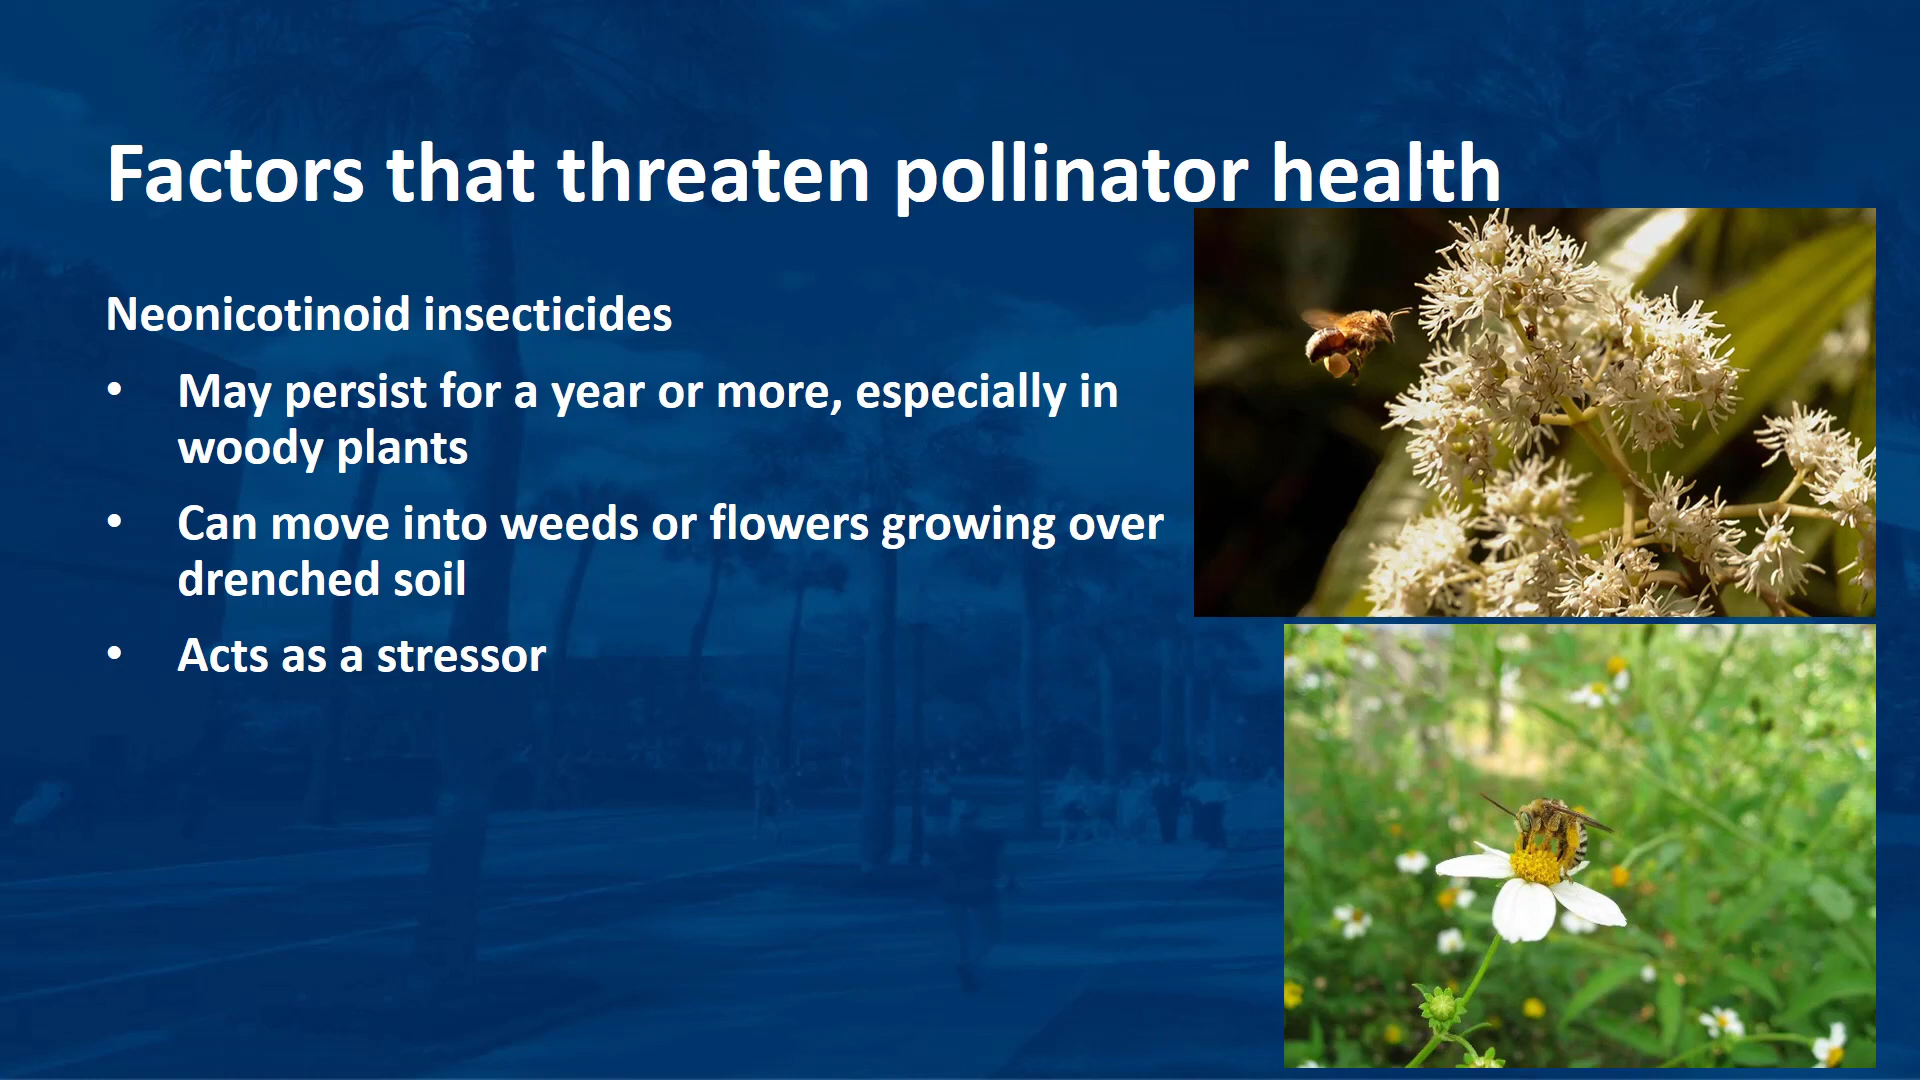 Factors that threaten pollinator health
Neonicotinoid insecticides
• May persist for a year or more, especially in
woody plants
• Can move into weeds or flowers growing over
drenched soil
• Acts as a stressor